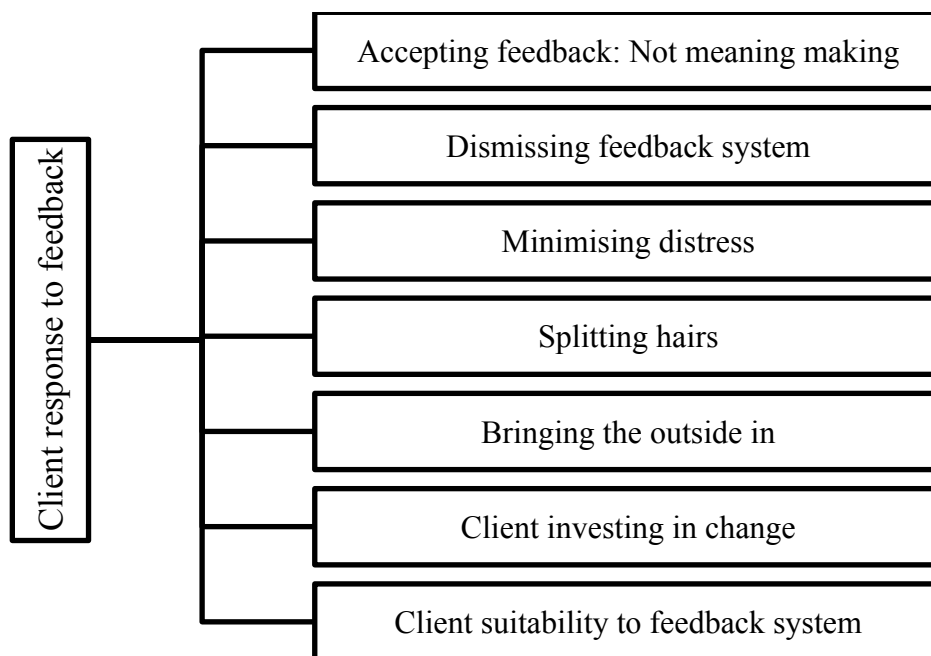 Client response to feedback
Accepting feedback: Not meaning making
Dismissing feedback system
Minimising distress
Splitting hairs
Bringing the outside in
Client investing in change
Client suitability to feedback system